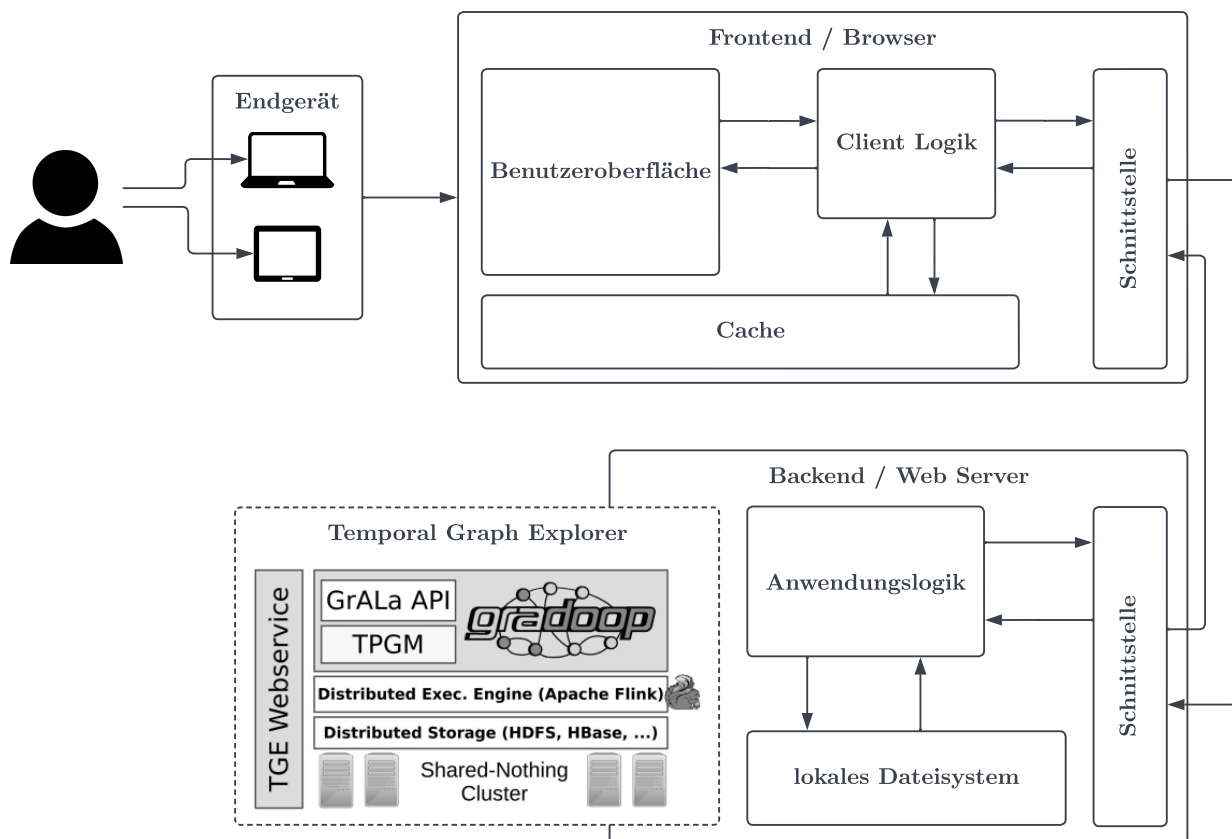 Frontend / Browser
Endgerät
Benutzeroberfläche
Client Logik
Schnittstelle
Cache
Backend / Web Server
Temporal Graph Explorer
TGE Webservice
GrALa API
TPGM
gradoop
Distributed Exec. Engine (Apache Flink)
Distributed Storage (HDFS, HBase, ...)
Shared-Nothing
Cluster
Anwendungslogik
Schnittstelle
lokales Dateisystem